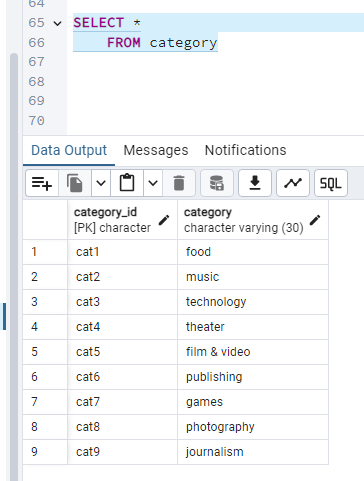 64
65 SELECT *
66 FROM category
67
68
69
70
Data Output Messages Notifications
SQL
category_id category
[PK] character character varying (30)
1 cat1 food
2 cat2 music
3 cat3 technology
4 cat4 theater
5 cat5 film & video
6 cat6 publishing
7 cat7 games
8 cat8 photography
9 cat9 journalism